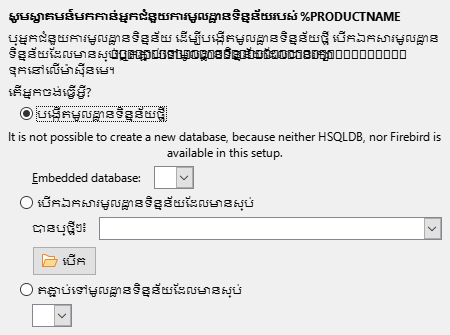 សូមស្វាគមន៍មកកាន់អ្នកជំនួយការមូលដ្ឋានទិន្នន័យរបស់ %PRODUCTNAME
ប្រអ្នកជំនួយការមូលដ្ឋានទិន្នន័យ ដើម្បីបង្កើតមូលដ្ឋានទិន្នន័យថ្មី បើកឯកសារមូលដ្ឋាន
ទិន្នន័យដែលមានស្រាប់
ទុកនៅលើម៉ាស៊ីនមេ។
តើអ្នកចង់ធ្វើអ្វី?
បង្កើតមូលដ្ឋានទិន្នន័យថ្មី
It is not possible to create a new database, because neither HSQLDB, nor Firebird is
available in this setup.
Embedded database:
បើកឯកសារមូលដ្ឋានទិន្នន័យដែលមានស្រាប់
បានប្រើថ្មីៗ៖
បើក
តភ្ជាប់ទៅមូលដ្ឋានទិន្នន័យដែលមានស្រាប់